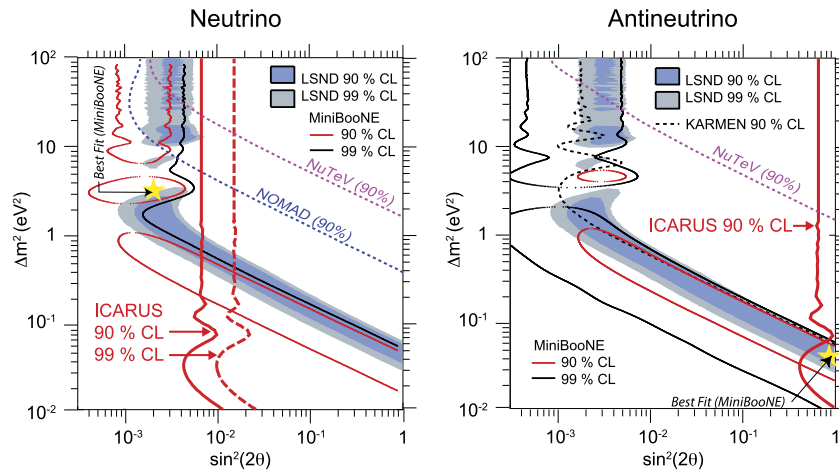 Neutrino
10²
10
1
10⁻¹
10⁻²
Δm² (eV²)
10⁻³
10⁻²
10⁻¹
1
sin²(2θ)
Best Fit (MiniBooNE)
LSND 90 % CL
LSND 99 % CL
MiniBooNE
90 % CL
99 % CL
NuTeV (90%)
NOMAD (90%)
ICARUS
90 % CL
99 % CL
Antineutrino
10²
10
1
10⁻¹
10⁻²
Δm² (eV²)
10⁻³
10⁻²
10⁻¹
1
sin²(2θ)
LSND 90 % CL
LSND 99 % CL
KARMEN 90 % CL
NuTeV (90%)
ICARUS 90 % CL
MiniBooNE
90 % CL
99 % CL
Best Fit (MiniBooNE)